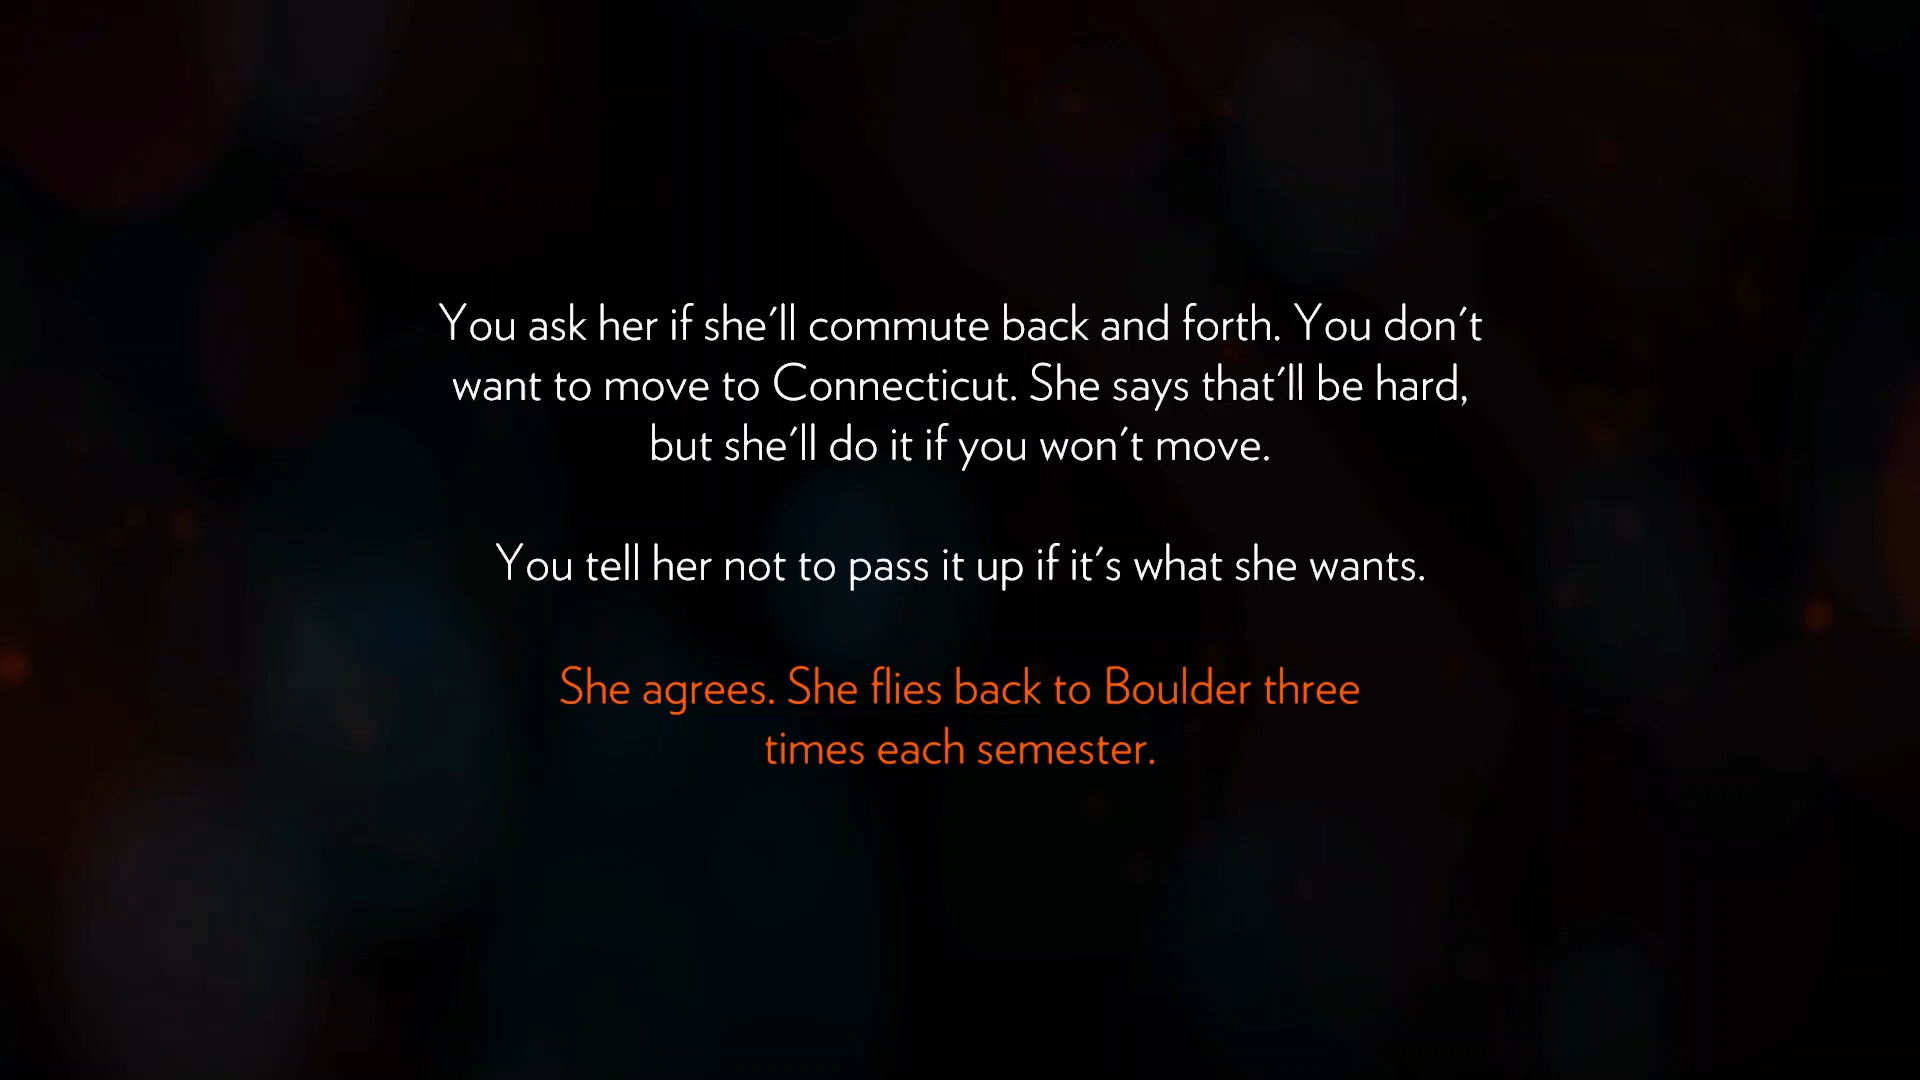 You ask her if she'll commute back and forth. You don't
want to move to Connecticut. She says that'll be hard,
but she'll do it if you won't move.
You tell her not to pass it up if it's what she wants.
She agrees. She flies back to Boulder three
times each semester.